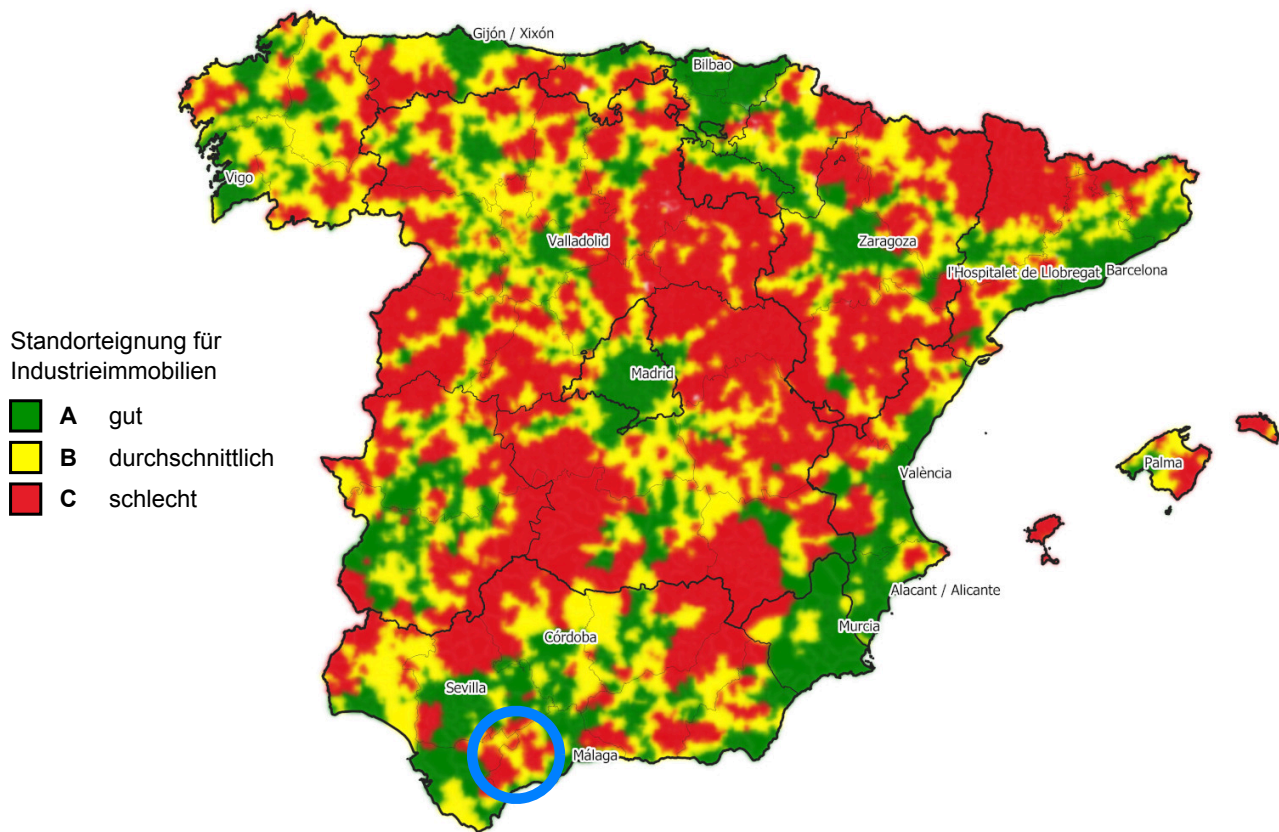 Gijón / Xixón
Bilbao
Vigo
Valladolid
Zaragoza
l'Hospitalet de Llobregat
Barcelona
Standorteignung für
Industrieimmobilien
A gut
B durchschnittlich
C schlecht
Madrid
València
Palma
Alacant / Alicante
Murcia
Córdoba
Sevilla
Málaga